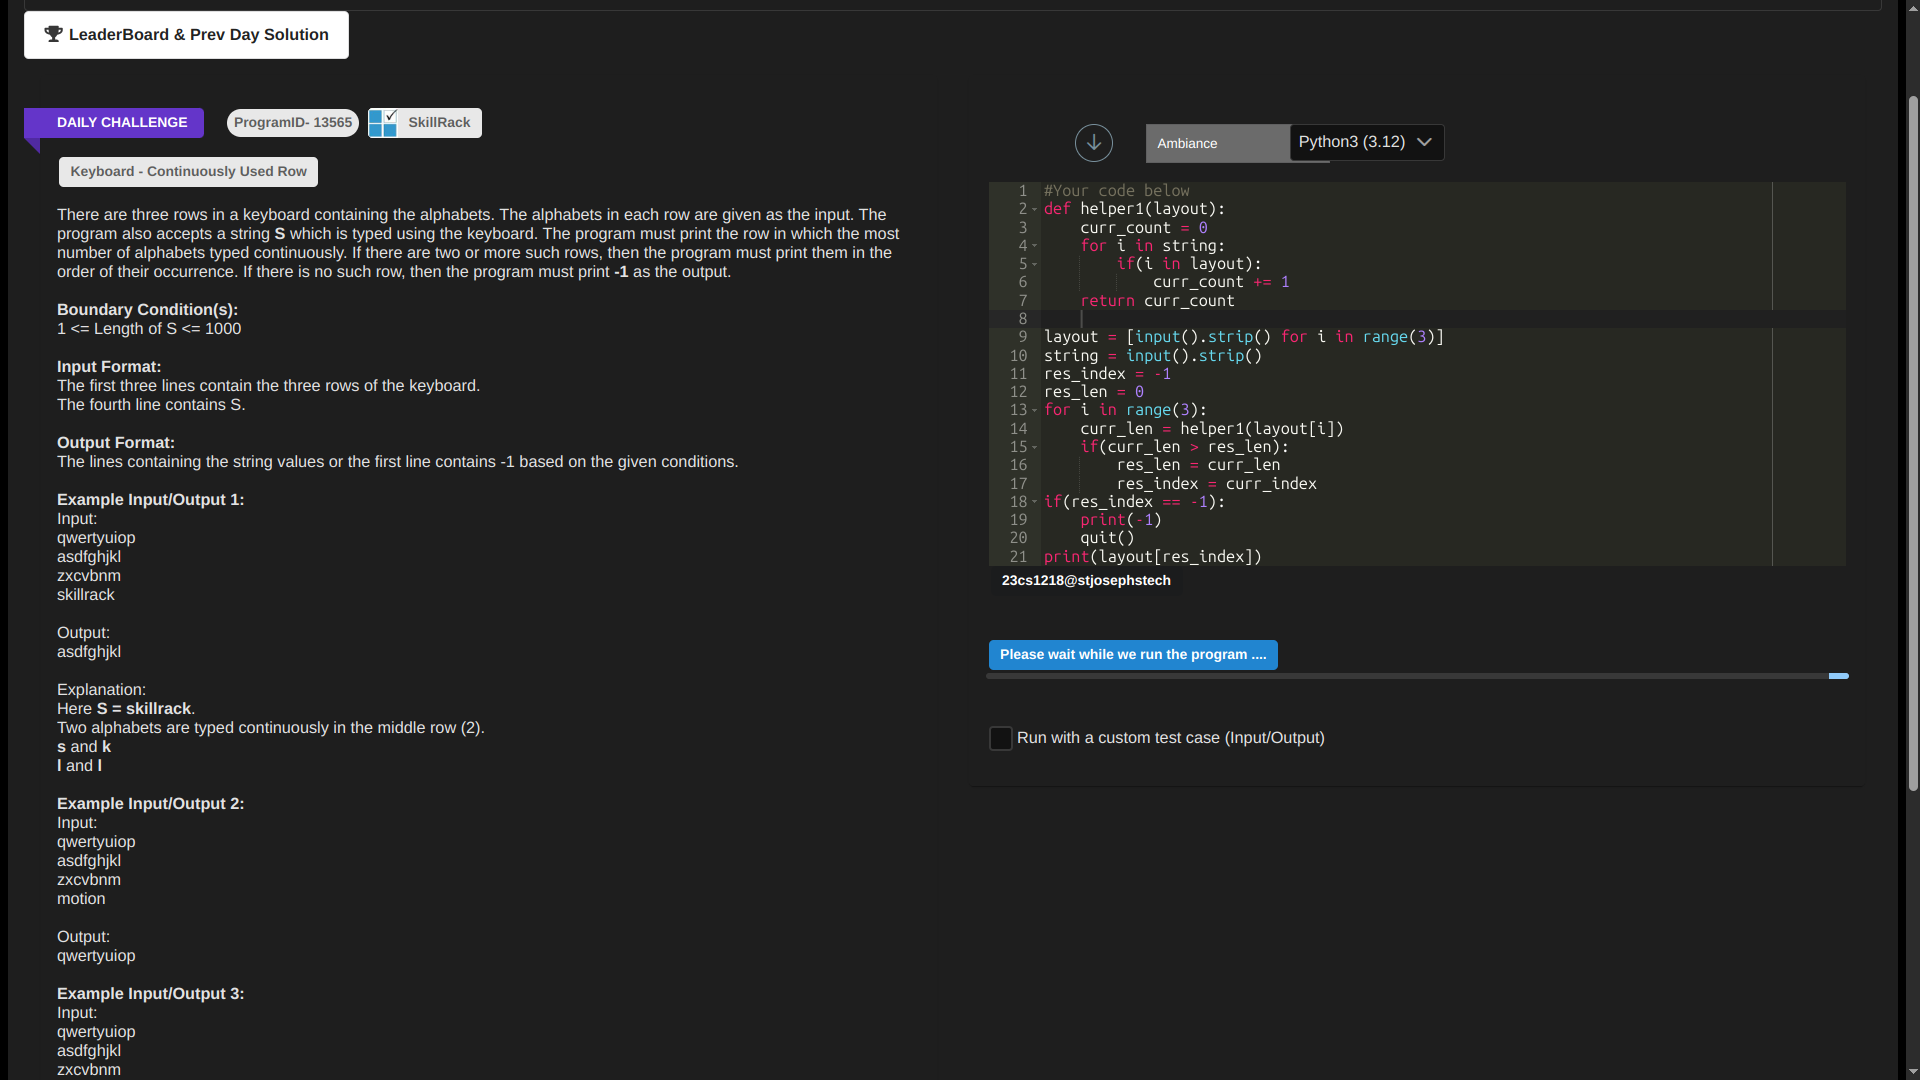 LeaderBoard & Prev Day Solution
DAILY CHALLENGE
ProgramID- 13565
SkillRack
Keyboard - Continuously Used Row
There are three rows in a keyboard containing the alphabets. The alphabets in each row are given as the input. The
program also accepts a string S which is typed using the keyboard. The program must print the row in which the most
number of alphabets typed continuously. If there are two or more such rows, then the program must print them in the
order of their occurrence. If there is no such row, then the program must print -1 as the output.
Boundary Condition(s):
1 <= Length of S <= 1000
Input Format:
The first three lines contain the three rows of the keyboard.
The fourth line contains S.
Output Format:
The lines containing the string values or the first line contains -1 based on the given conditions.
Example Input/Output 1:
Input:
qwertyuiop
asdfghjkl
zxcvbnm
skillrack
Output:
asdfghjkl
Explanation:
Here S = skillrack.
Two alphabets are typed continuously in the middle row (2).
s and k
l and l
Example Input/Output 2:
Input:
qwertyuiop
asdfghjkl
zxcvbnm
motion
Output:
qwertyuiop
Example Input/Output 3:
Input:
qwertyuiop
asdfghjkl
zxcvbnm
Ambiance
Python3 (3.12)
1 #Your code below
2 def helper1(layout):
3     curr_count = 0
4     for i in string:
5         if(i in layout):
6             curr_count += 1
7     return curr_count
8
9 layout = [input().strip() for i in range(3)]
10 string = input().strip()
11 res_index = -1
12 res_len = 0
13 for i in range(3):
14     curr_len = helper1(layout[i])
15     if(curr_len > res_len):
16         res_len = curr_len
17         res_index = curr_index
18 if(res_index == -1):
19     print(-1)
20     quit()
21 print(layout[res_index])
23cs1218@stjosephstech
Please wait while we run the program ....
Run with a custom test case (Input/Output)